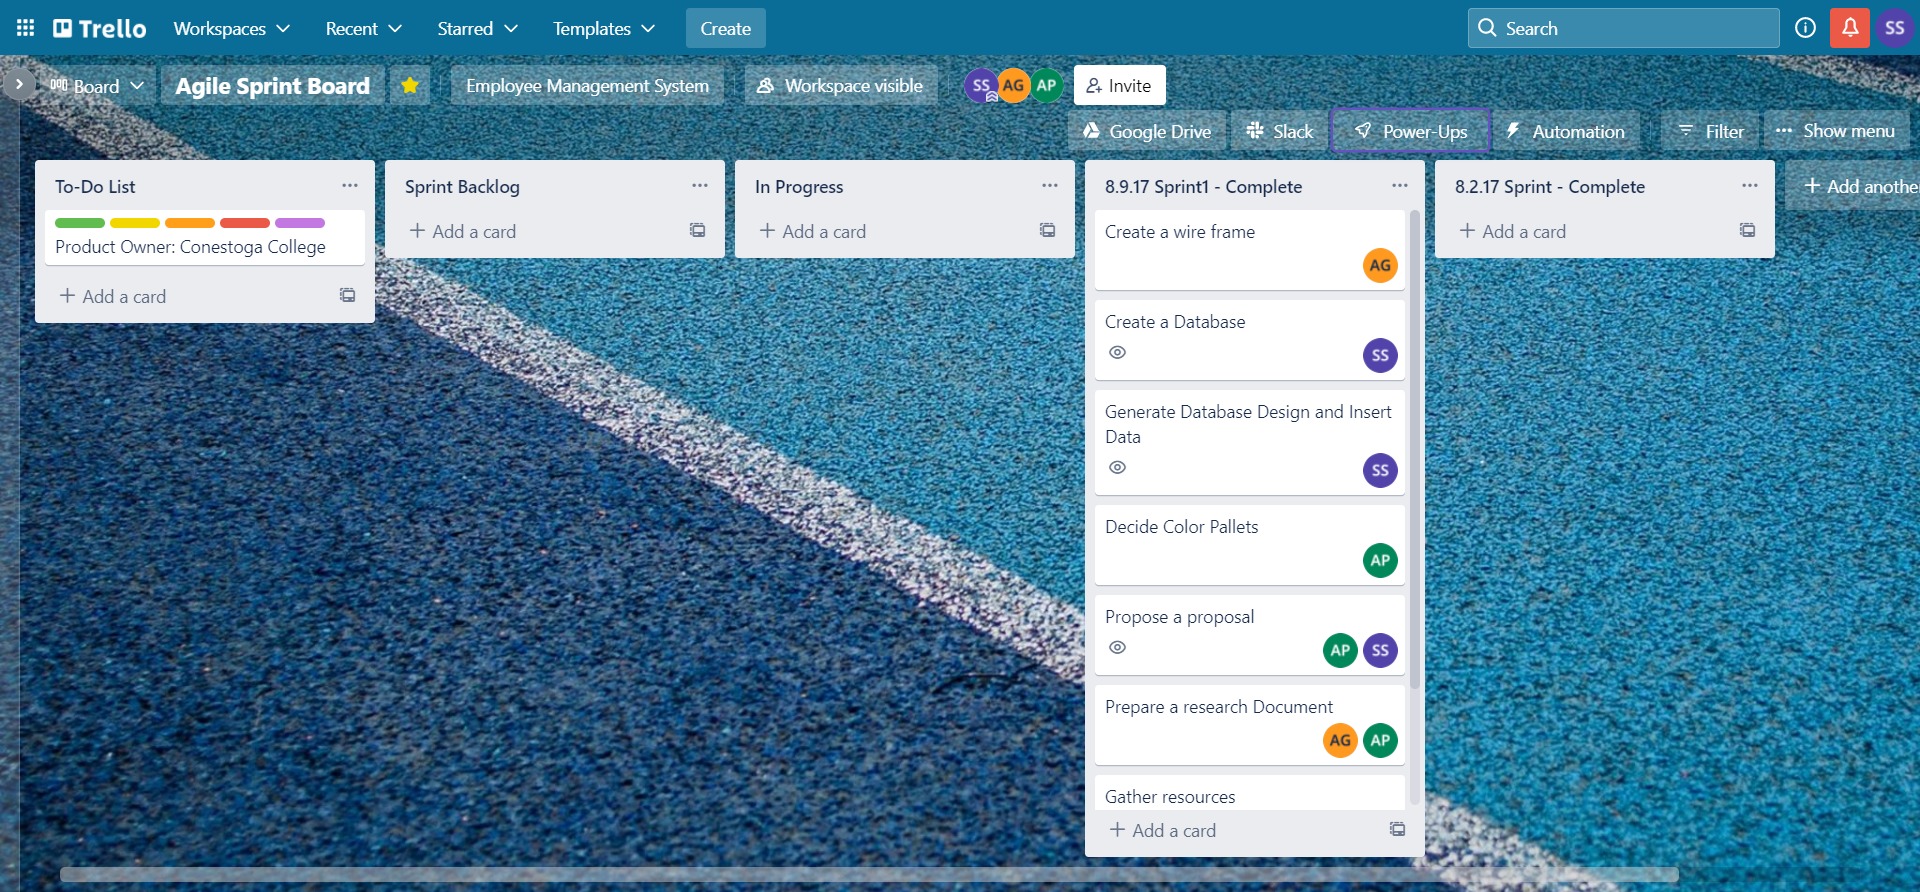 Trello
Workspaces
Recent
Starred
Templates
Create
Search
SS
Board
Agile Sprint Board
Employee Management System
Workspace visible
SS
AG
AP
Invite
Google Drive
Slack
Power-Ups
Automation
Filter
Show menu
To-Do List
Product Owner: Conestoga College
Add a card
Sprint Backlog
Add a card
In Progress
Add a card
8.9.17 Sprint1 - Complete
Create a wire frame
AG
Create a Database
SS
Generate Database Design and Insert
Data
SS
Decide Color Pallets
AP
Propose a proposal
AP
SS
Prepare a research Document
AG
AP
Gather resources
Add a card
8.2.17 Sprint - Complete
Add a card
Add another